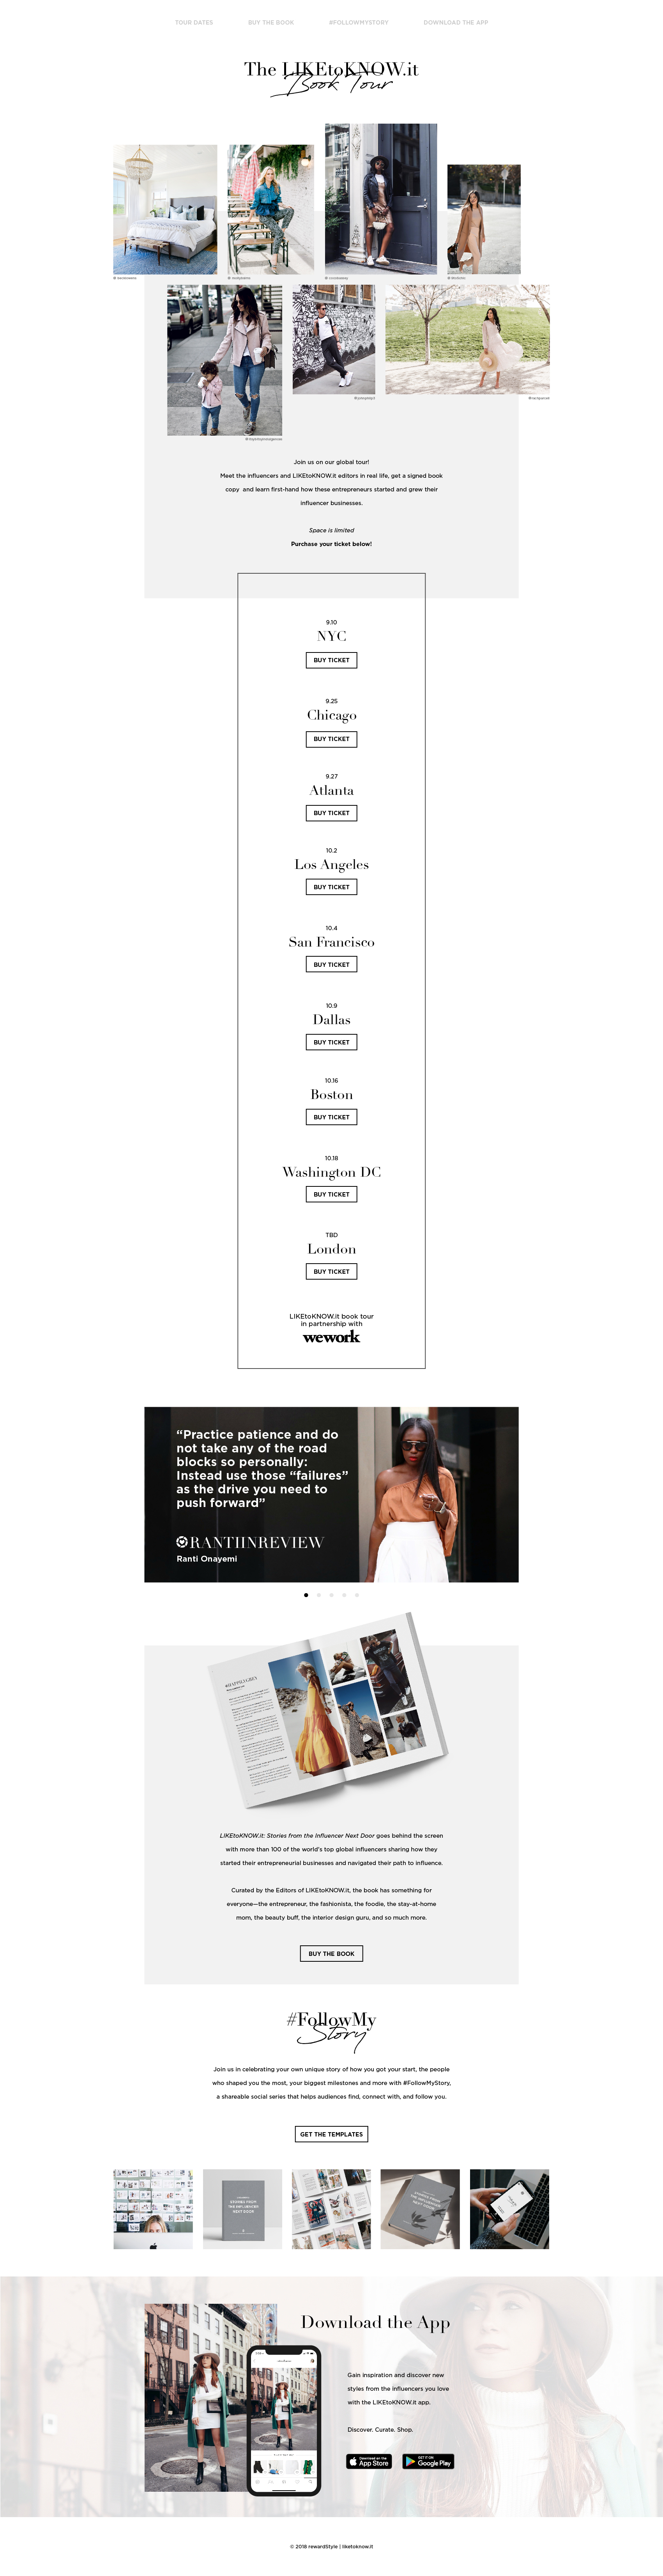 TOUR DATES
BUY THE BOOK
#FOLLOWMYSTORY
DOWNLOAD THE APP
The LIKEtoKNOW.it
Book Tour
Join us on our global tour!
Meet the influencers and LIKEtoKNOW.it editors in real life, get a signed book
copy and learn first-hand how these entrepreneurs started and grew their
influencer businesses.
Space is limited
Purchase your ticket below!
9.10
NYC
BUY TICKET
9.25
Chicago
BUY TICKET
9.27
Atlanta
BUY TICKET
10.2
Los Angeles
BUY TICKET
10.4
San Francisco
BUY TICKET
10.9
Dallas
BUY TICKET
10.16
Boston
BUY TICKET
10.18
Washington DC
BUY TICKET
TBD
London
BUY TICKET
LIKEtoKNOW.it book tour
in partnership with
wework
“Practice patience and do
not take any of the road
blocks so personally:
Instead use those “failures”
as the drive you need to
push forward”
RANTIINREVIEW
Ranti Onayemi
LIKEtoKNOW.it: Stories from the Influencer Next Door goes behind the screen
with more than 100 of the world's top global influencers sharing how they
started their entrepreneurial businesses and navigated their path to influence.
Curated by the Editors of LIKEtoKNOW.it, the book has something for
everyone—the entrepreneur, the fashionista, the foodie, the stay-at-home
mom, the beauty buff, the interior design guru, and so much more.
BUY THE BOOK
#FollowMy
Story
Join us in celebrating your own unique story of how you got your start, the people
who shaped you the most, your biggest milestones and more with #FollowMyStory,
a shareable social series that helps audiences find, connect with, and follow you.
GET THE TEMPLATES
STORIES FROM
THE INFLUENCER
NEXT DOOR
Download the App
Gain inspiration and discover new
styles from the influencers you love
with the LIKEtoKNOW.it app.
Discover. Curate. Shop.
Download on the
App Store
GET IT ON
Google Play
© 2018 rewardStyle | liketoknow.it